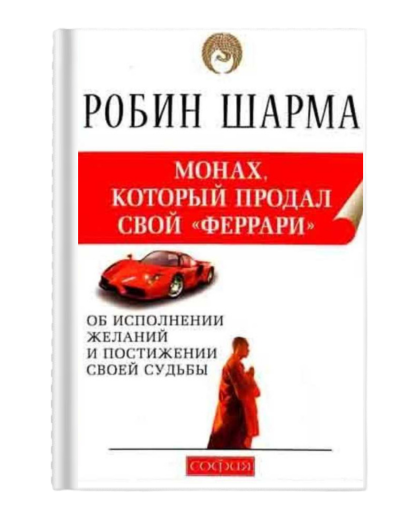 РОБИН ШАРМА
МОНАХ,
КОТОРЫЙ ПРОДАЛ
СВОЙ «ФЕРРАРИ»
ОБ ИСПОЛНЕНИИ
ЖЕЛАНИЙ
И ПОСТИЖЕНИИ
СВОЕЙ СУДЬБЫ
СОФИЯ